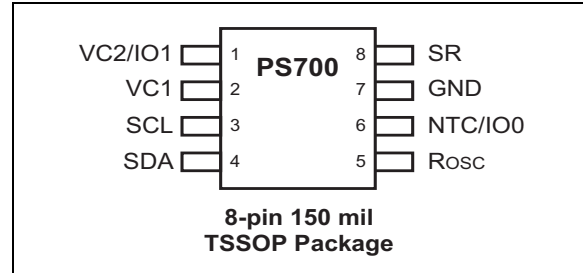 VC2/IO1 1 PS700 8 SR
VC1 2 7 GND
SCL 3 6 NTC/IO0
SDA 4 5 ROSC
8-pin 150 mil
TSSOP Package